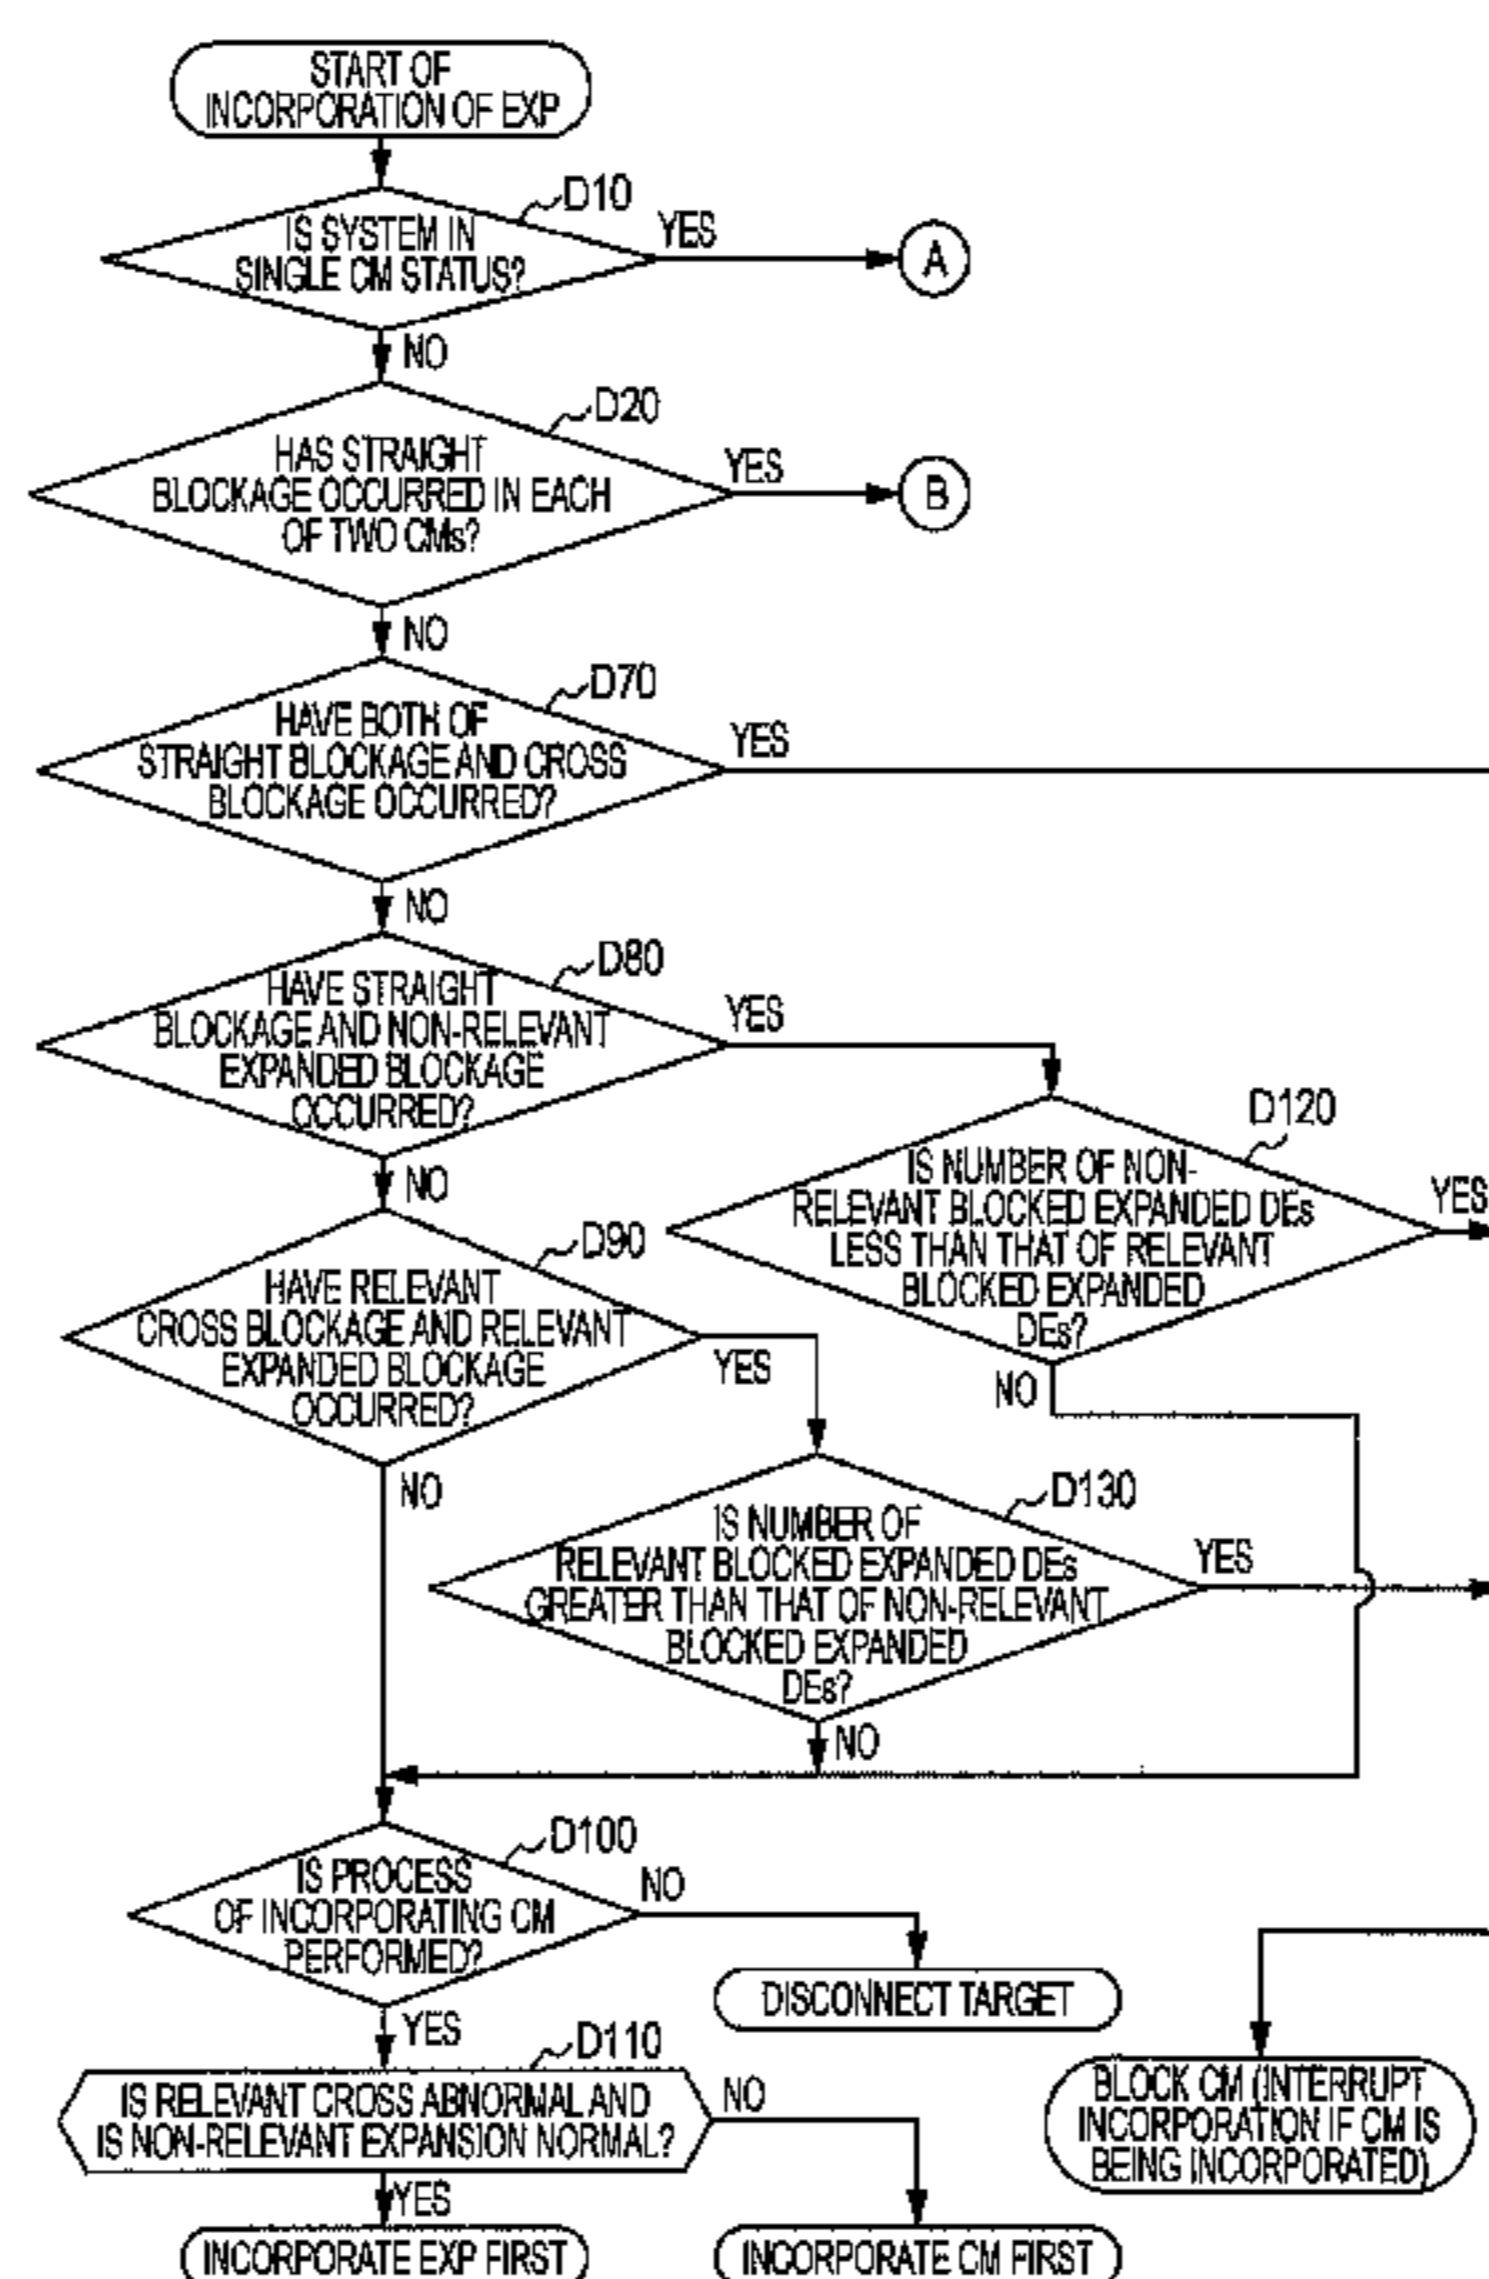 START OF
INCORPORATION OF EXP
D10
IS SYSTEM IN
SINGLE CM STATUS?
YES
A
NO
D20
HAS STRAIGHT
BLOCKAGE OCCURRED IN EACH
OF TWO CMs?
YES
B
NO
D70
HAVE BOTH OF
STRAIGHT BLOCKAGE AND CROSS
BLOCKAGE OCCURRED?
YES
NO
D80
HAVE STRAIGHT
BLOCKAGE AND NON-RELEVANT
EXPANDED BLOCKAGE
OCCURRED?
YES
NO
D120
IS NUMBER OF NON-
RELEVANT BLOCKED EXPANDED DEs
LESS THAN THAT OF RELEVANT
BLOCKED EXPANDED
DEs?
YES
NO
D90
HAVE RELEVANT
CROSS BLOCKAGE AND RELEVANT
EXPANDED BLOCKAGE
OCCURRED?
YES
NO
D130
IS NUMBER OF
RELEVANT BLOCKED EXPANDED DEs
GREATER THAN THAT OF NON-RELEVANT
BLOCKED EXPANDED
DEs?
YES
NO
D100
IS PROCESS
OF INCORPORATING CM
PERFORMED?
NO
DISCONNECT TARGET
YES
D110
IS RELEVANT CROSS ABNORMAL AND
IS NON-RELEVANT EXPANSION NORMAL?
NO
YES
BLOCK CM (INTERRUPT
INCORPORATION IF CM IS
BEING INCORPORATED)
INCORPORATE EXP FIRST
INCORPORATE CM FIRST